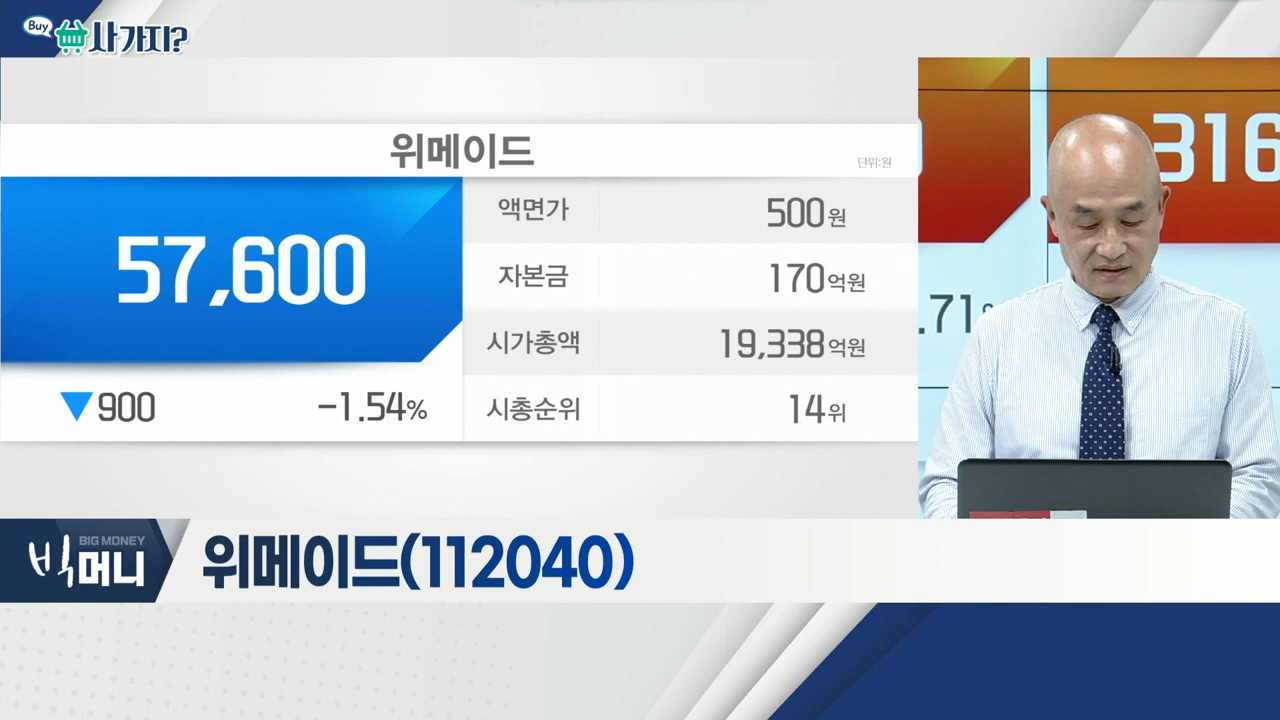 Buy
사 가지?
위메이드
단위:원
57,600
▼900 -1.54%
액면가 500원
자본금 170억원
시가총액 19,338억원
시총순위 14위
316
.71%
BIG MONEY
빅머니
위메이드(112040)